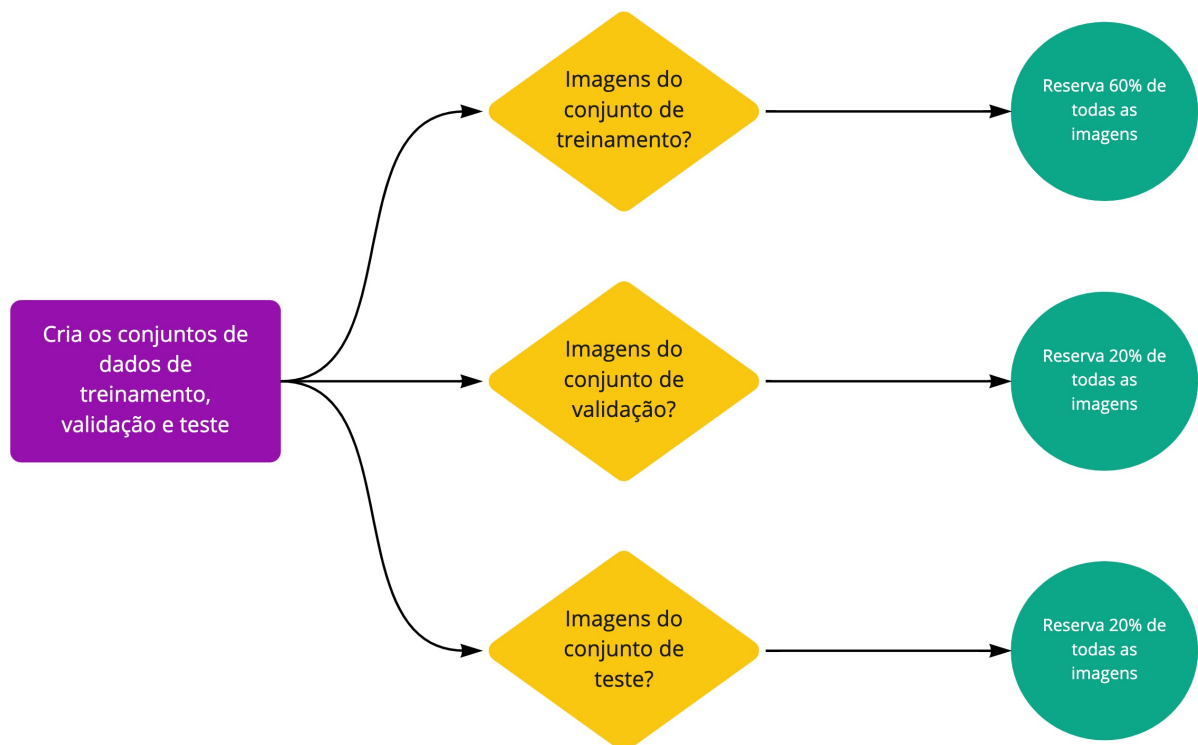 Imagens do
conjunto de
treinamento?
Reserva 60% de
todas as
imagens
Cria os conjuntos de
dados de
treinamento,
validação e teste
Imagens do
conjunto de
validação?
Reserva 20% de
todas as
imagens
Imagens do
conjunto de
teste?
Reserva 20% de
todas as
imagens